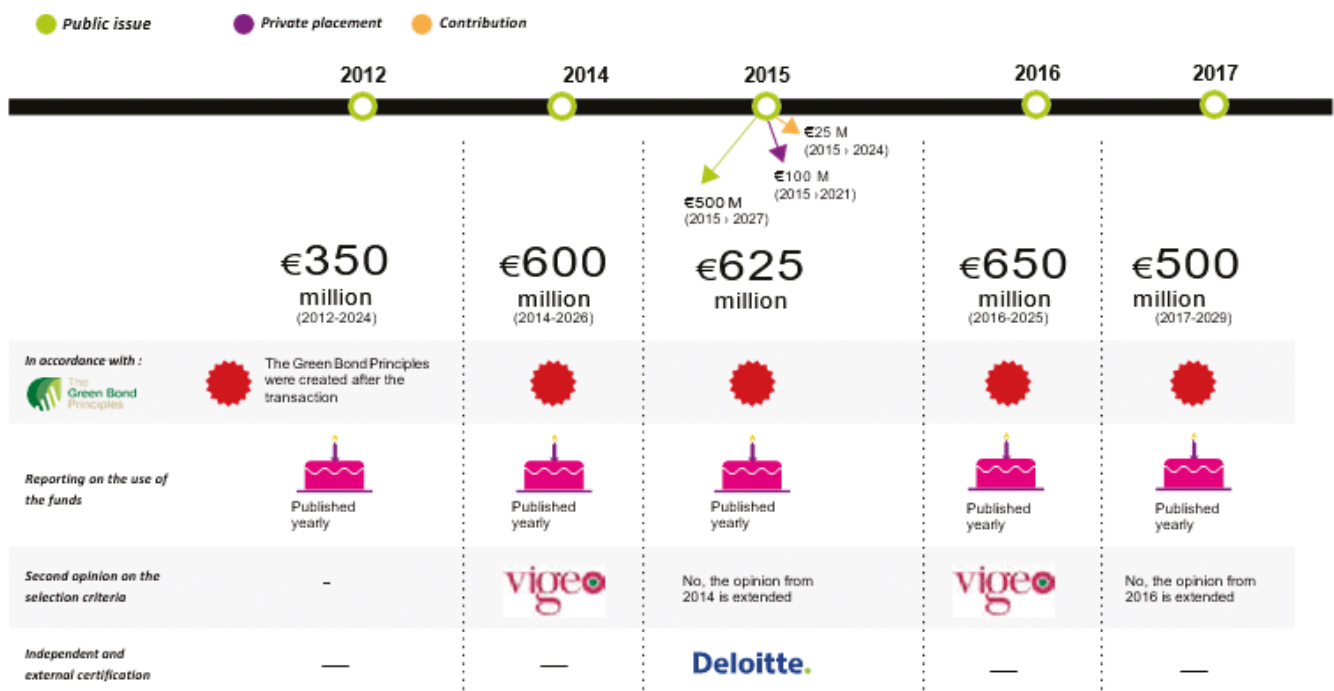 Public issue
Private placement
Contribution
2012
2014
2015
2016
2017
€25 M
(2015 › 2024)
€100 M
(2015 ›2021)
€500 M
(2015 › 2027)
€350
million
(2012-2024)
€600
million
(2014-2026)
€625
million
€650
million
(2016-2025)
€500
million
(2017-2029)
In accordance with :
The
Green Bond
Principles
The Green Bond Principles
were created after the
transaction
Reporting on the use of
the funds
Published
yearly
Published
yearly
Published
yearly
Published
yearly
Published
yearly
Second opinion on the
selection criteria
–
vigeo
No, the opinion from
2014 is extended
vigeo
No, the opinion from
2016 is extended
Independent and
external certification
—
—
Deloitte.
—
—